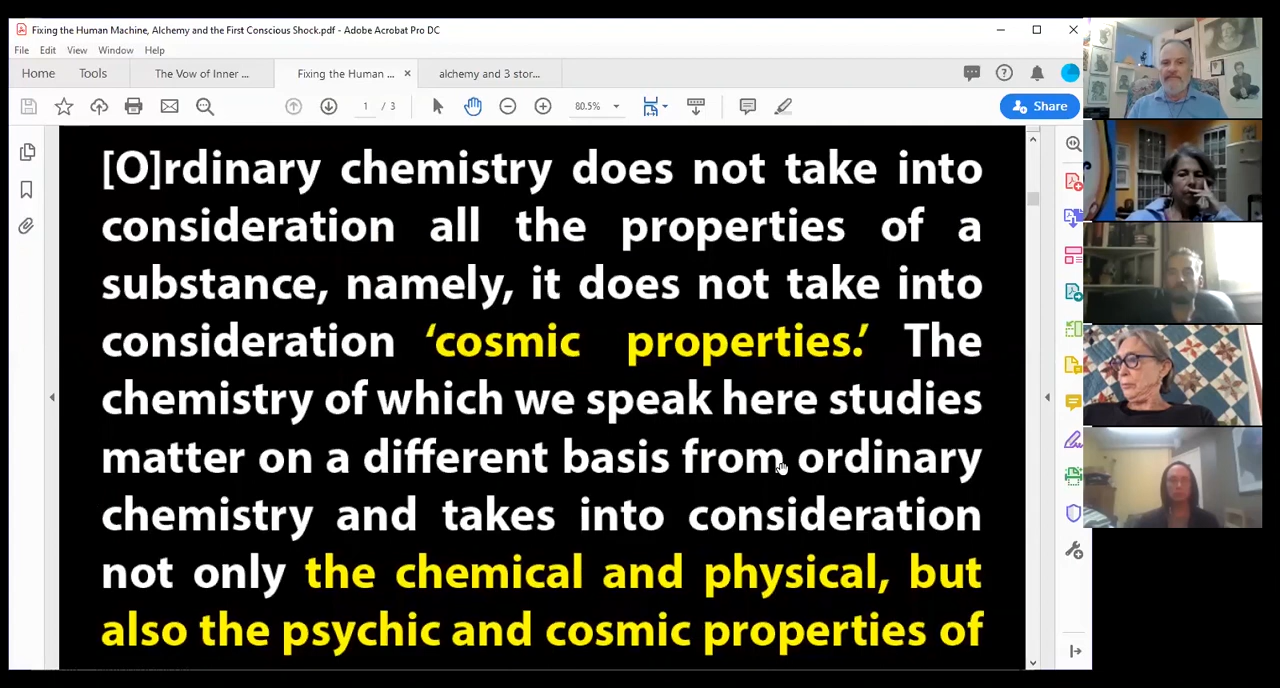 Fixing the Human Machine, Alchemy and the First Conscious Shock.pdf - Adobe Acrobat Pro DC
File Edit View Window Help
Home Tools The Vow of Inner ... Fixing the Human ... × alchemy and 3 stor...
1 / 3 80.5% Share
[O]rdinary chemistry does not take into
consideration all the properties of a
substance, namely, it does not take into
consideration ‘cosmic properties.’ The
chemistry of which we speak here studies
matter on a different basis from ordinary
chemistry and takes into consideration
not only the chemical and physical, but
also the psychic and cosmic properties of